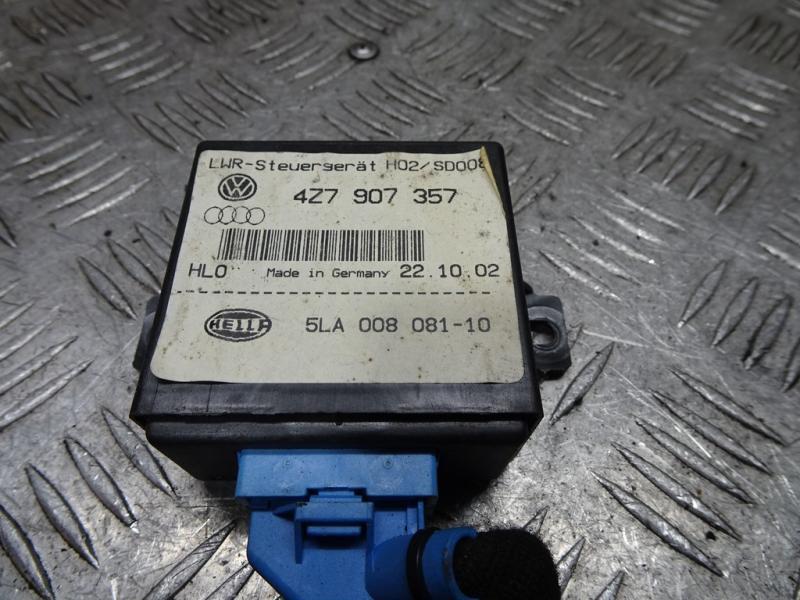 LWR-Steuergerät H02/SD008
4Z7 907 357
HLO Made in Germany 22.10.02
HELLA 5LA 008 081-10